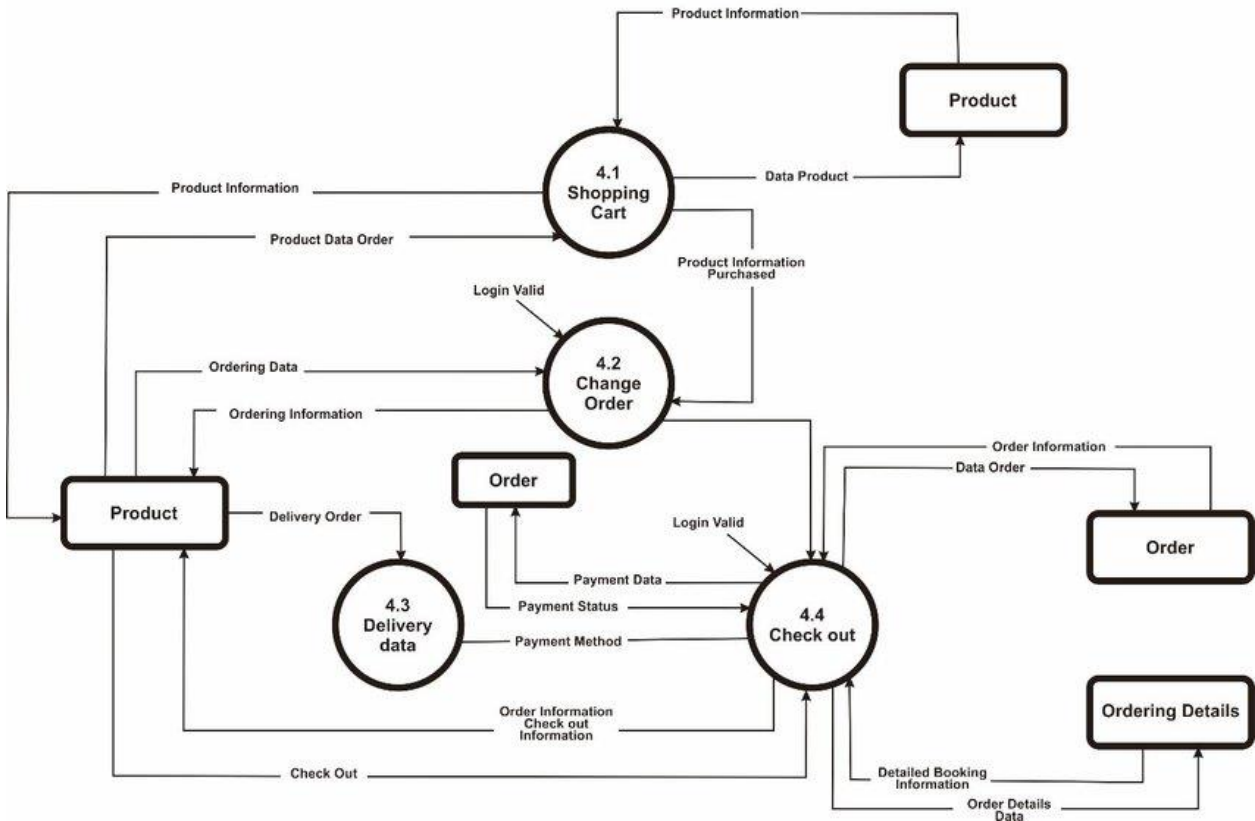 Product Information
Product
4.1
Shopping
Cart
Data Product
Product Information
Product Data Order
Product Information
Purchased
Login Valid
4.2
Change
Order
Ordering Data
Ordering Information
Order Information
Data Order
Order
Product
Delivery Order
Login Valid
Order
Payment Data
4.3
Delivery
data
Payment Status
4.4
Check out
Payment Method
Order Information
Check out
Information
Ordering Details
Check Out
Detailed Booking
Information
Order Details
Data